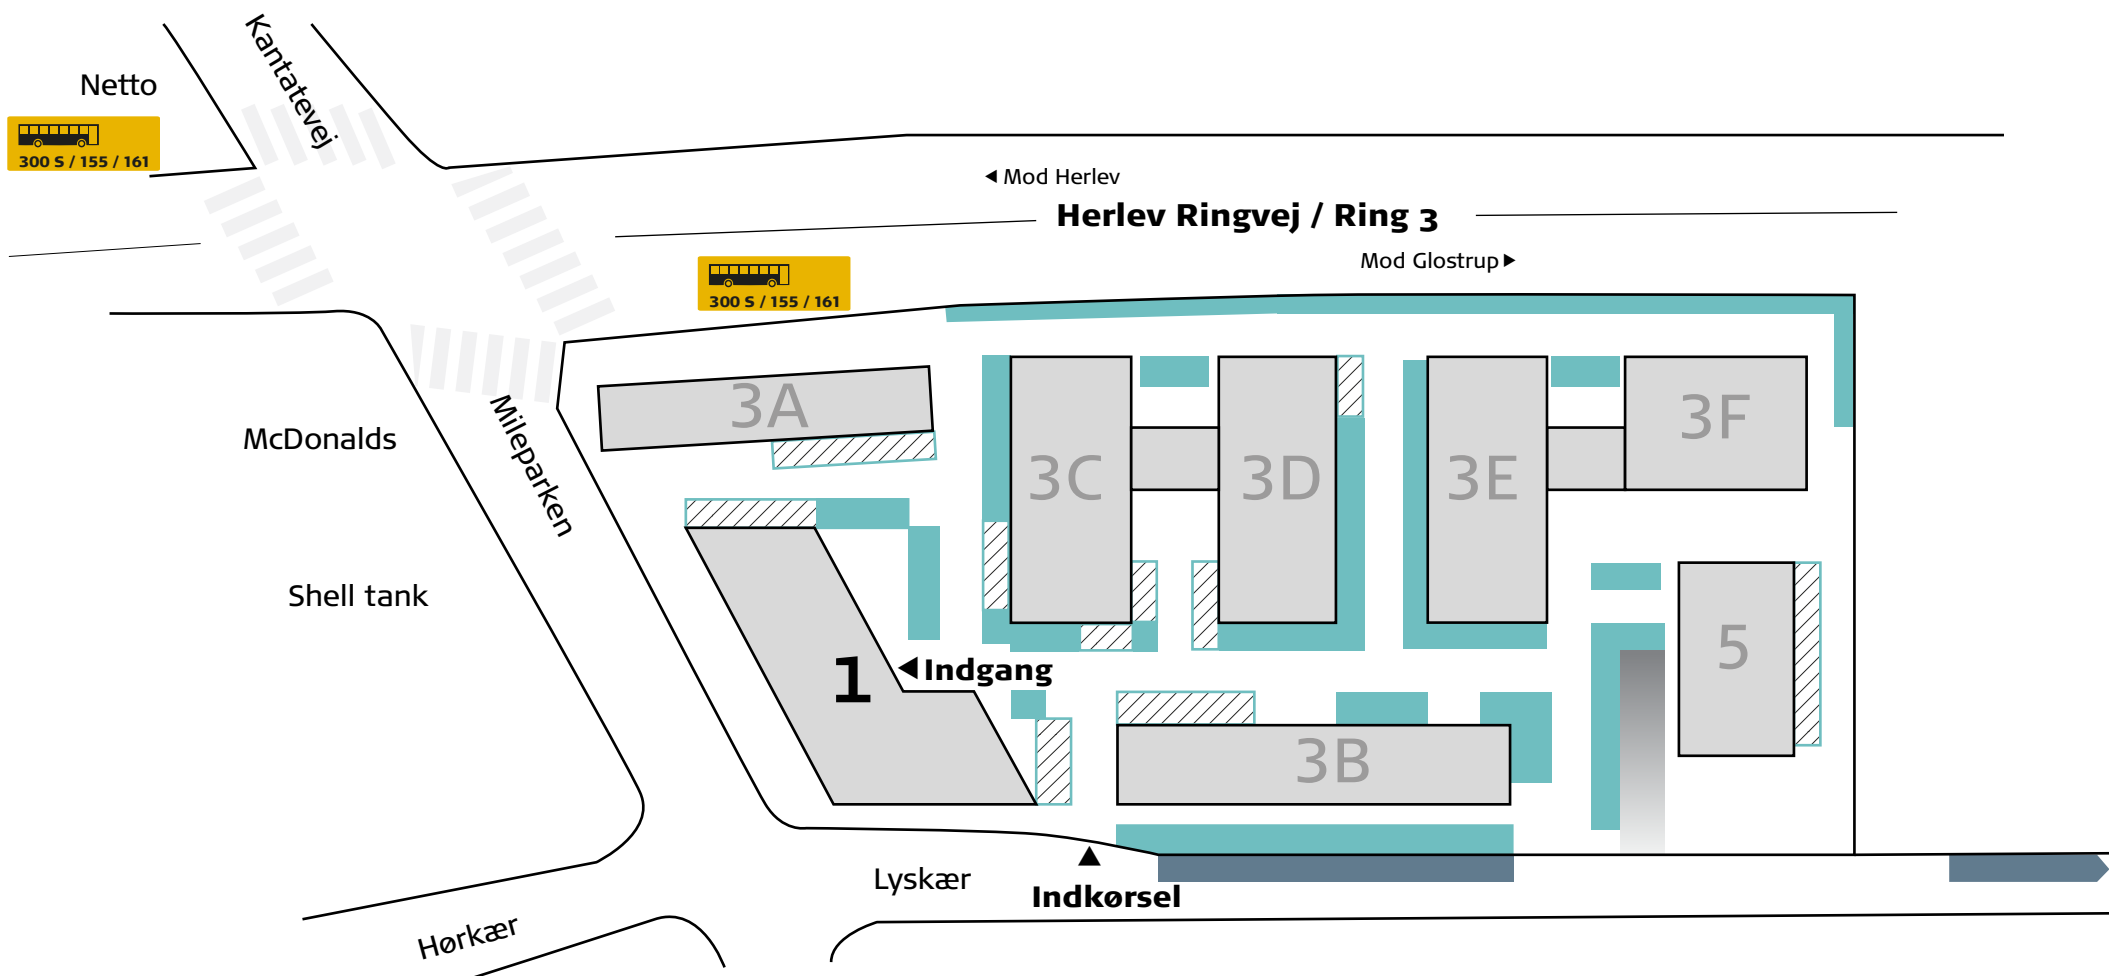 Kantatevej
Netto
300 S / 155 / 161
Mod Herlev
Herlev Ringvej / Ring 3
Mod Glostrup
300 S / 155 / 161
3A
3C
3D
3E
3F
McDonalds
Mileparken
Shell tank
1
Indgang
5
3B
Lyskær
Indkørsel
Hørkær